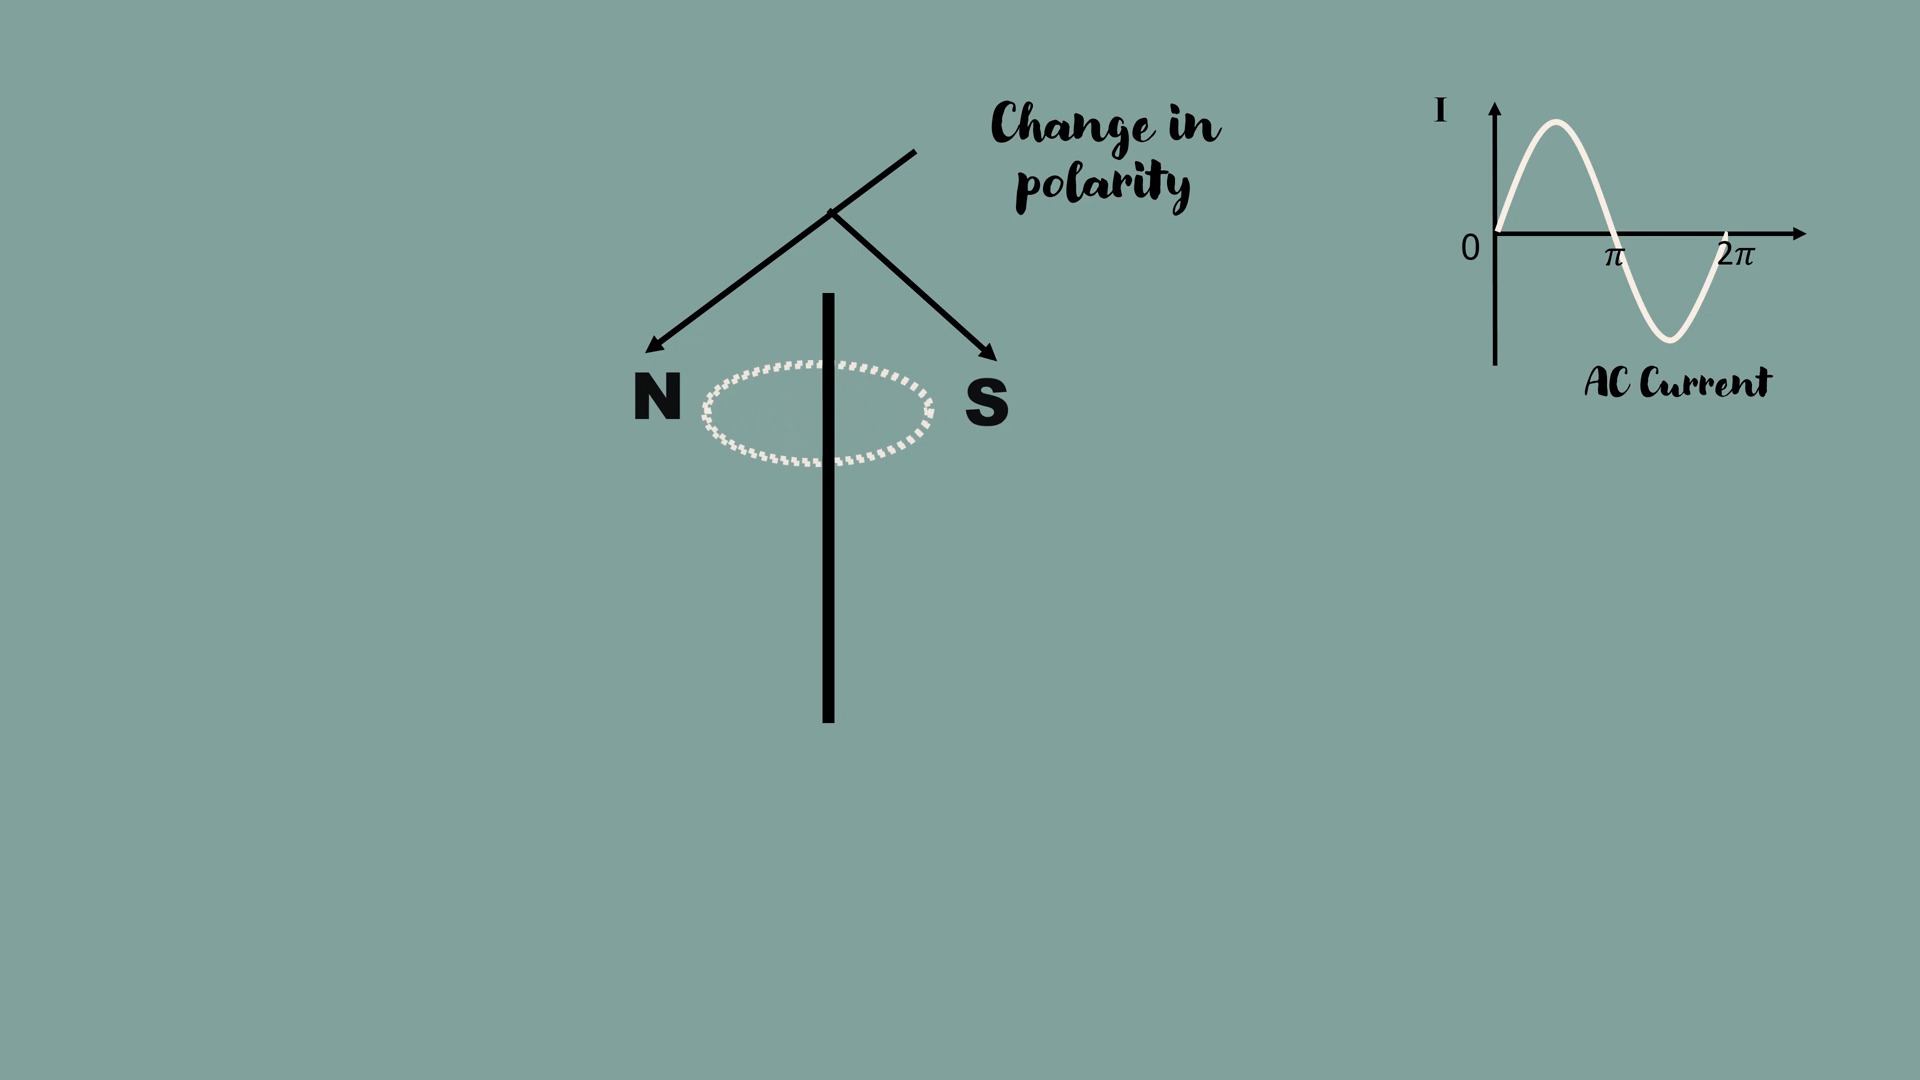 Change in
polarity
N
S
I
0
π
2π
AC Current